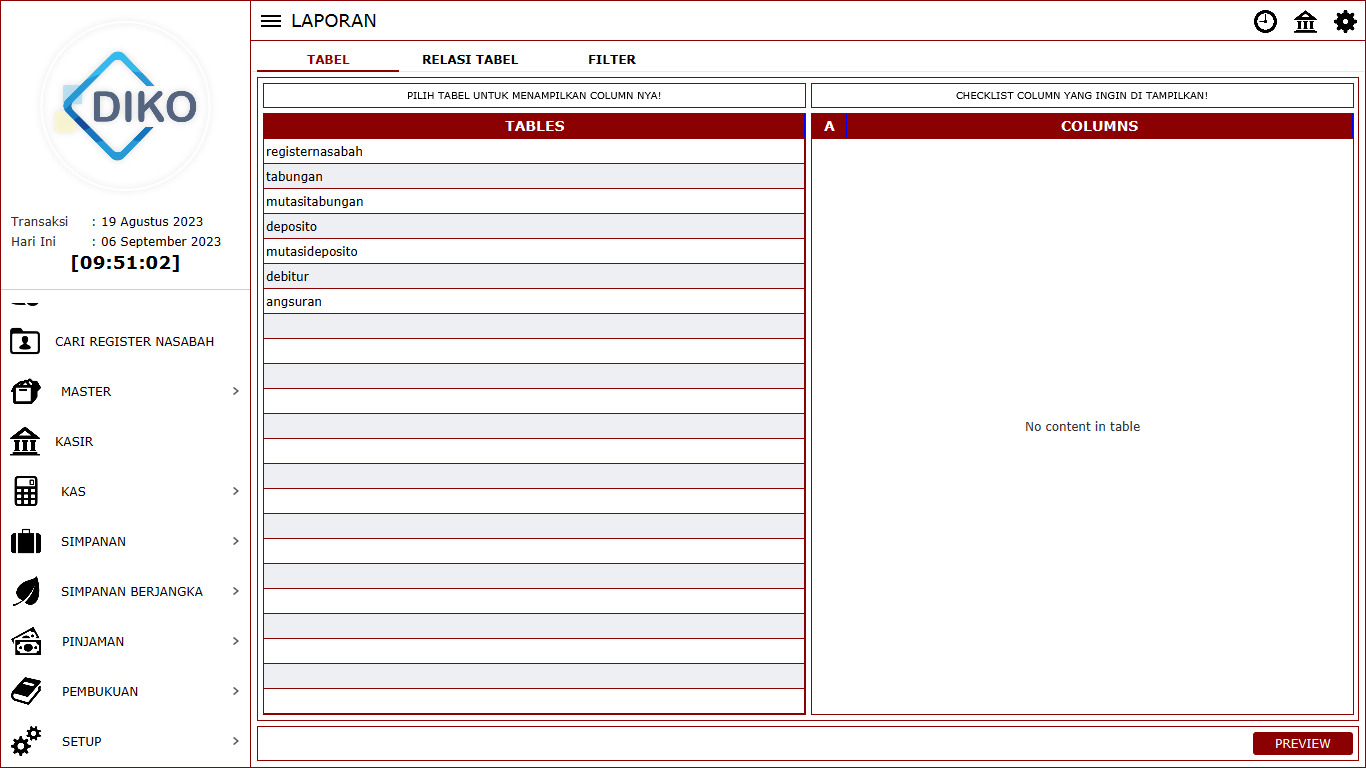 DIKO
Transaksi : 19 Agustus 2023
Hari Ini : 06 September 2023
[09:51:02]
CARI REGISTER NASABAH
MASTER
KASIR
KAS
SIMPANAN
SIMPANAN BERJANGKA
PINJAMAN
PEMBUKUAN
SETUP
LAPORAN
TABEL RELASI TABEL FILTER
PILIH TABEL UNTUK MENAMPILKAN COLUMN NYA!
TABLES
registernasabah
tabungan
mutasitabungan
deposito
mutasideposito
debitur
angsuran
CHECKLIST COLUMN YANG INGIN DI TAMPILKAN!
A COLUMNS
No content in table
PREVIEW